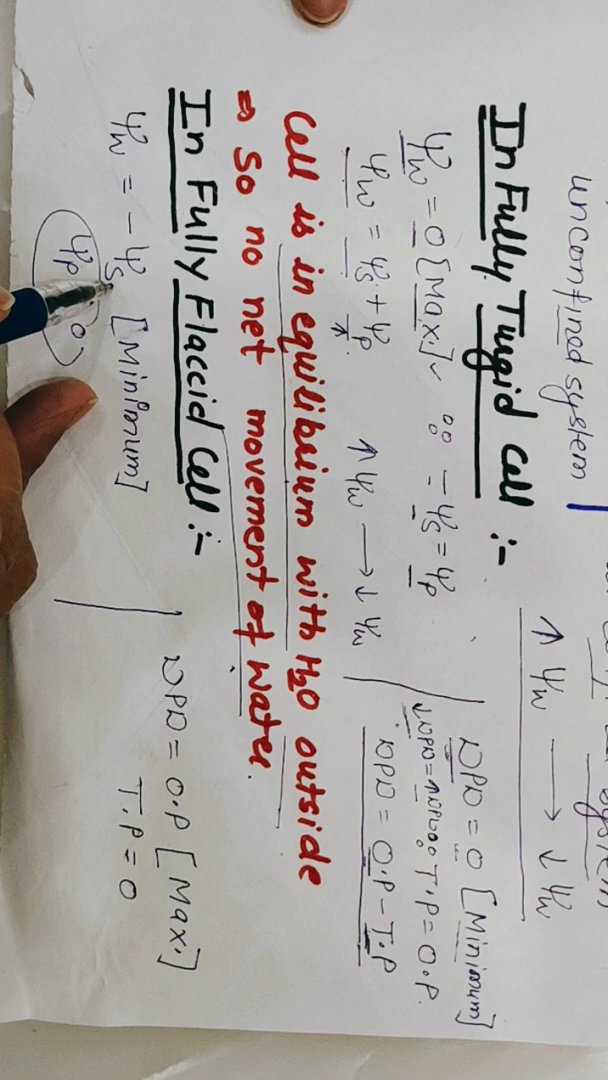 unconfined system
↑ Ψw → ↓ Ψw
In Fully Turgid Cell :-
Ψw = 0 [Max.] ✓ ∵ -Ψs = Ψp
DPD = 0 [Minimum]
Ψw = Ψs + Ψp
↑ Ψw → ↓ Ψw
T.P = O.P.
DPD = O.P - T.P
Cell is in equilibrium with H2O outside
⇒ So no net movement of Water.
In Fully Flaccid Cell :-
Ψw = -Ψs [Minimum]
DPD = O.P [Max.]
Ψp 0
T.P = 0